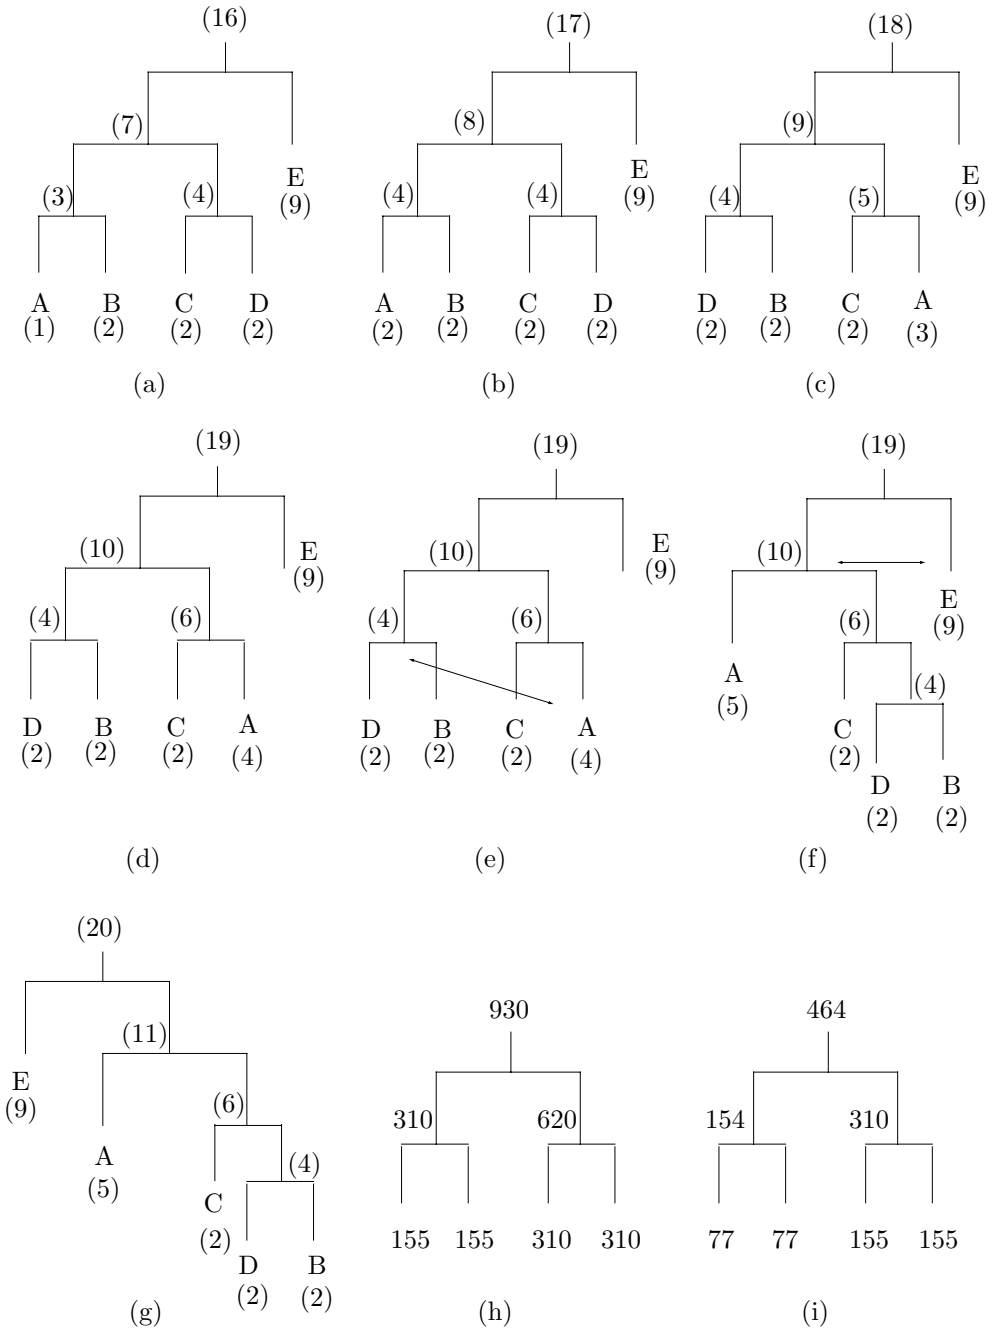 (16) (17) (18)
(7) (8) (9)
E E E
(9) (9) (9)
(3) (4) (4) (4) (4) (5)
A B C D A B C D D B C A
(1) (2) (2) (2) (2) (2) (2) (2) (2) (2) (2) (3)
(a) (b) (c)
(19) (19) (19)
(10) (10) (10)
E E E
(9) (9) (9)
(4) (6) (4) (6) (6)
A
(5)
(4)
D B C A D B C A C
(2) (2) (2) (4) (2) (2) (2) (4) (2)
D B
(2) (2)
(d) (e) (f)
(20)
(11) 930 464
E
(9)
(6) 310 620 154 310
A
(5)
(4)
C
(2) 155 155 310 310 77 77 155 155
D B
(2) (2)
(g) (h) (i)